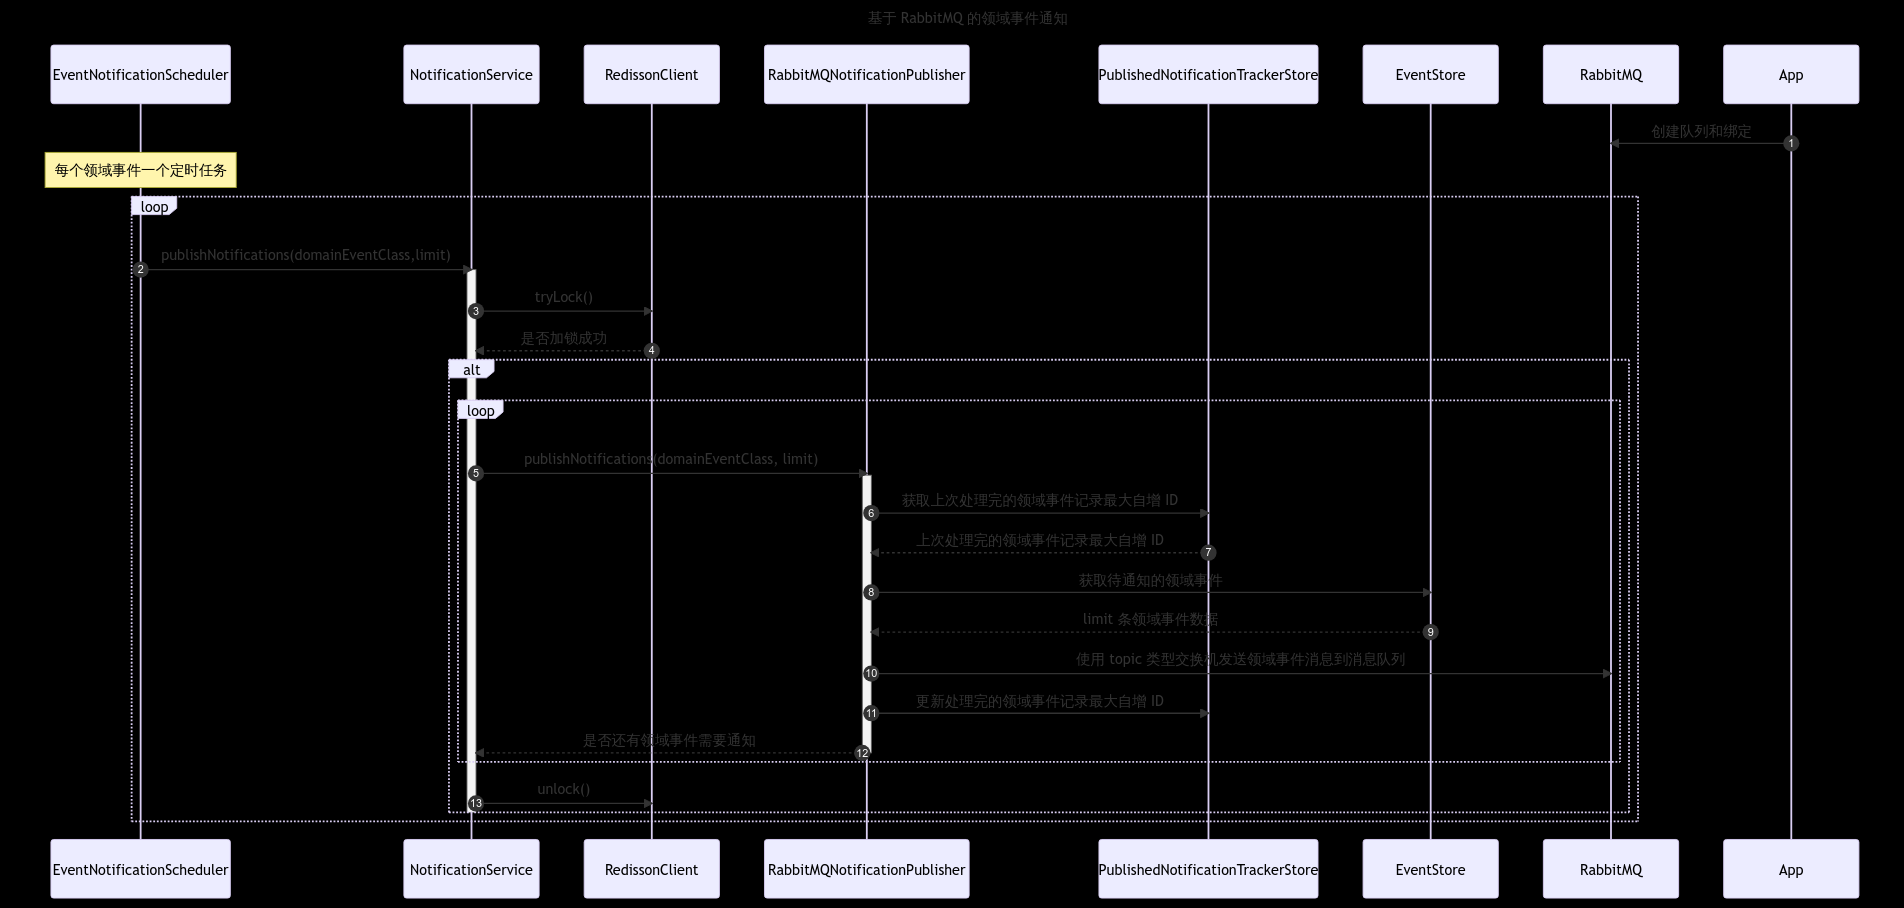 基于 RabbitMQ 的领域事件通知
EventNotificationScheduler
NotificationService
RedissonClient
RabbitMQNotificationPublisher
PublishedNotificationTrackerStore
EventStore
RabbitMQ
App
创建队列和绑定
1
每个领域事件一个定时任务
loop
publishNotifications(domainEventClass,limit)
2
tryLock()
3
是否加锁成功
4
alt
loop
publishNotifications(domainEventClass, limit)
5
获取上次处理完的领域事件记录最大自增 ID
6
上次处理完的领域事件记录最大自增 ID
7
获取待通知的领域事件
8
limit 条领域事件数据
9
使用 topic 类型交换机发送领域事件消息到消息队列
10
更新处理完的领域事件记录最大自增 ID
11
是否还有领域事件需要通知
12
unlock()
13
EventNotificationScheduler
NotificationService
RedissonClient
RabbitMQNotificationPublisher
PublishedNotificationTrackerStore
EventStore
RabbitMQ
App